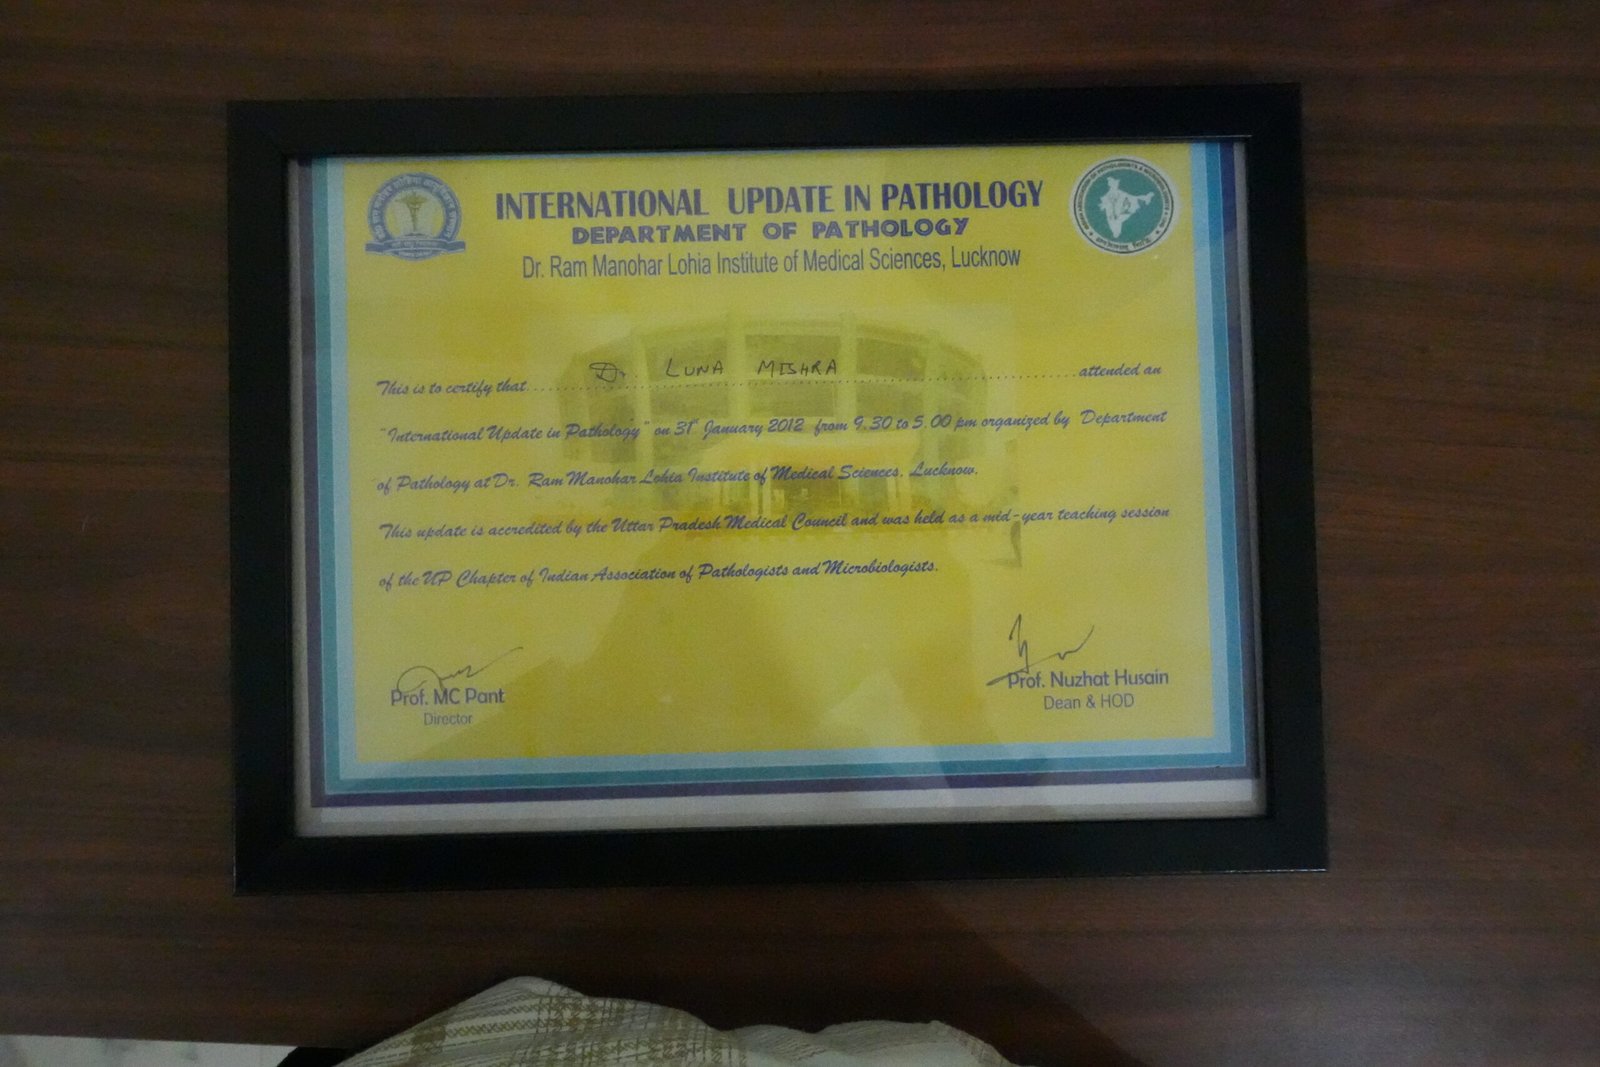 INTERNATIONAL UPDATE IN PATHOLOGY
DEPARTMENT OF PATHOLOGY
Dr. Ram Manohar Lohia Institute of Medical Sciences, Lucknow
This is to certify that Dr. LUNA MISHRA attended an
"International Update in Pathology" on 31st January 2012 from 9.30 to 5.00 pm organized by Department
of Pathology at Dr. Ram Manohar Lohia Institute of Medical Sciences, Lucknow.
This update is accredited by the Uttar Pradesh Medical Council and was held as a mid-year teaching session
of the UP Chapter of Indian Association of Pathologists and Microbiologists.
Prof. MC Pant
Director
Prof. Nuzhat Husain
Dean & HOD